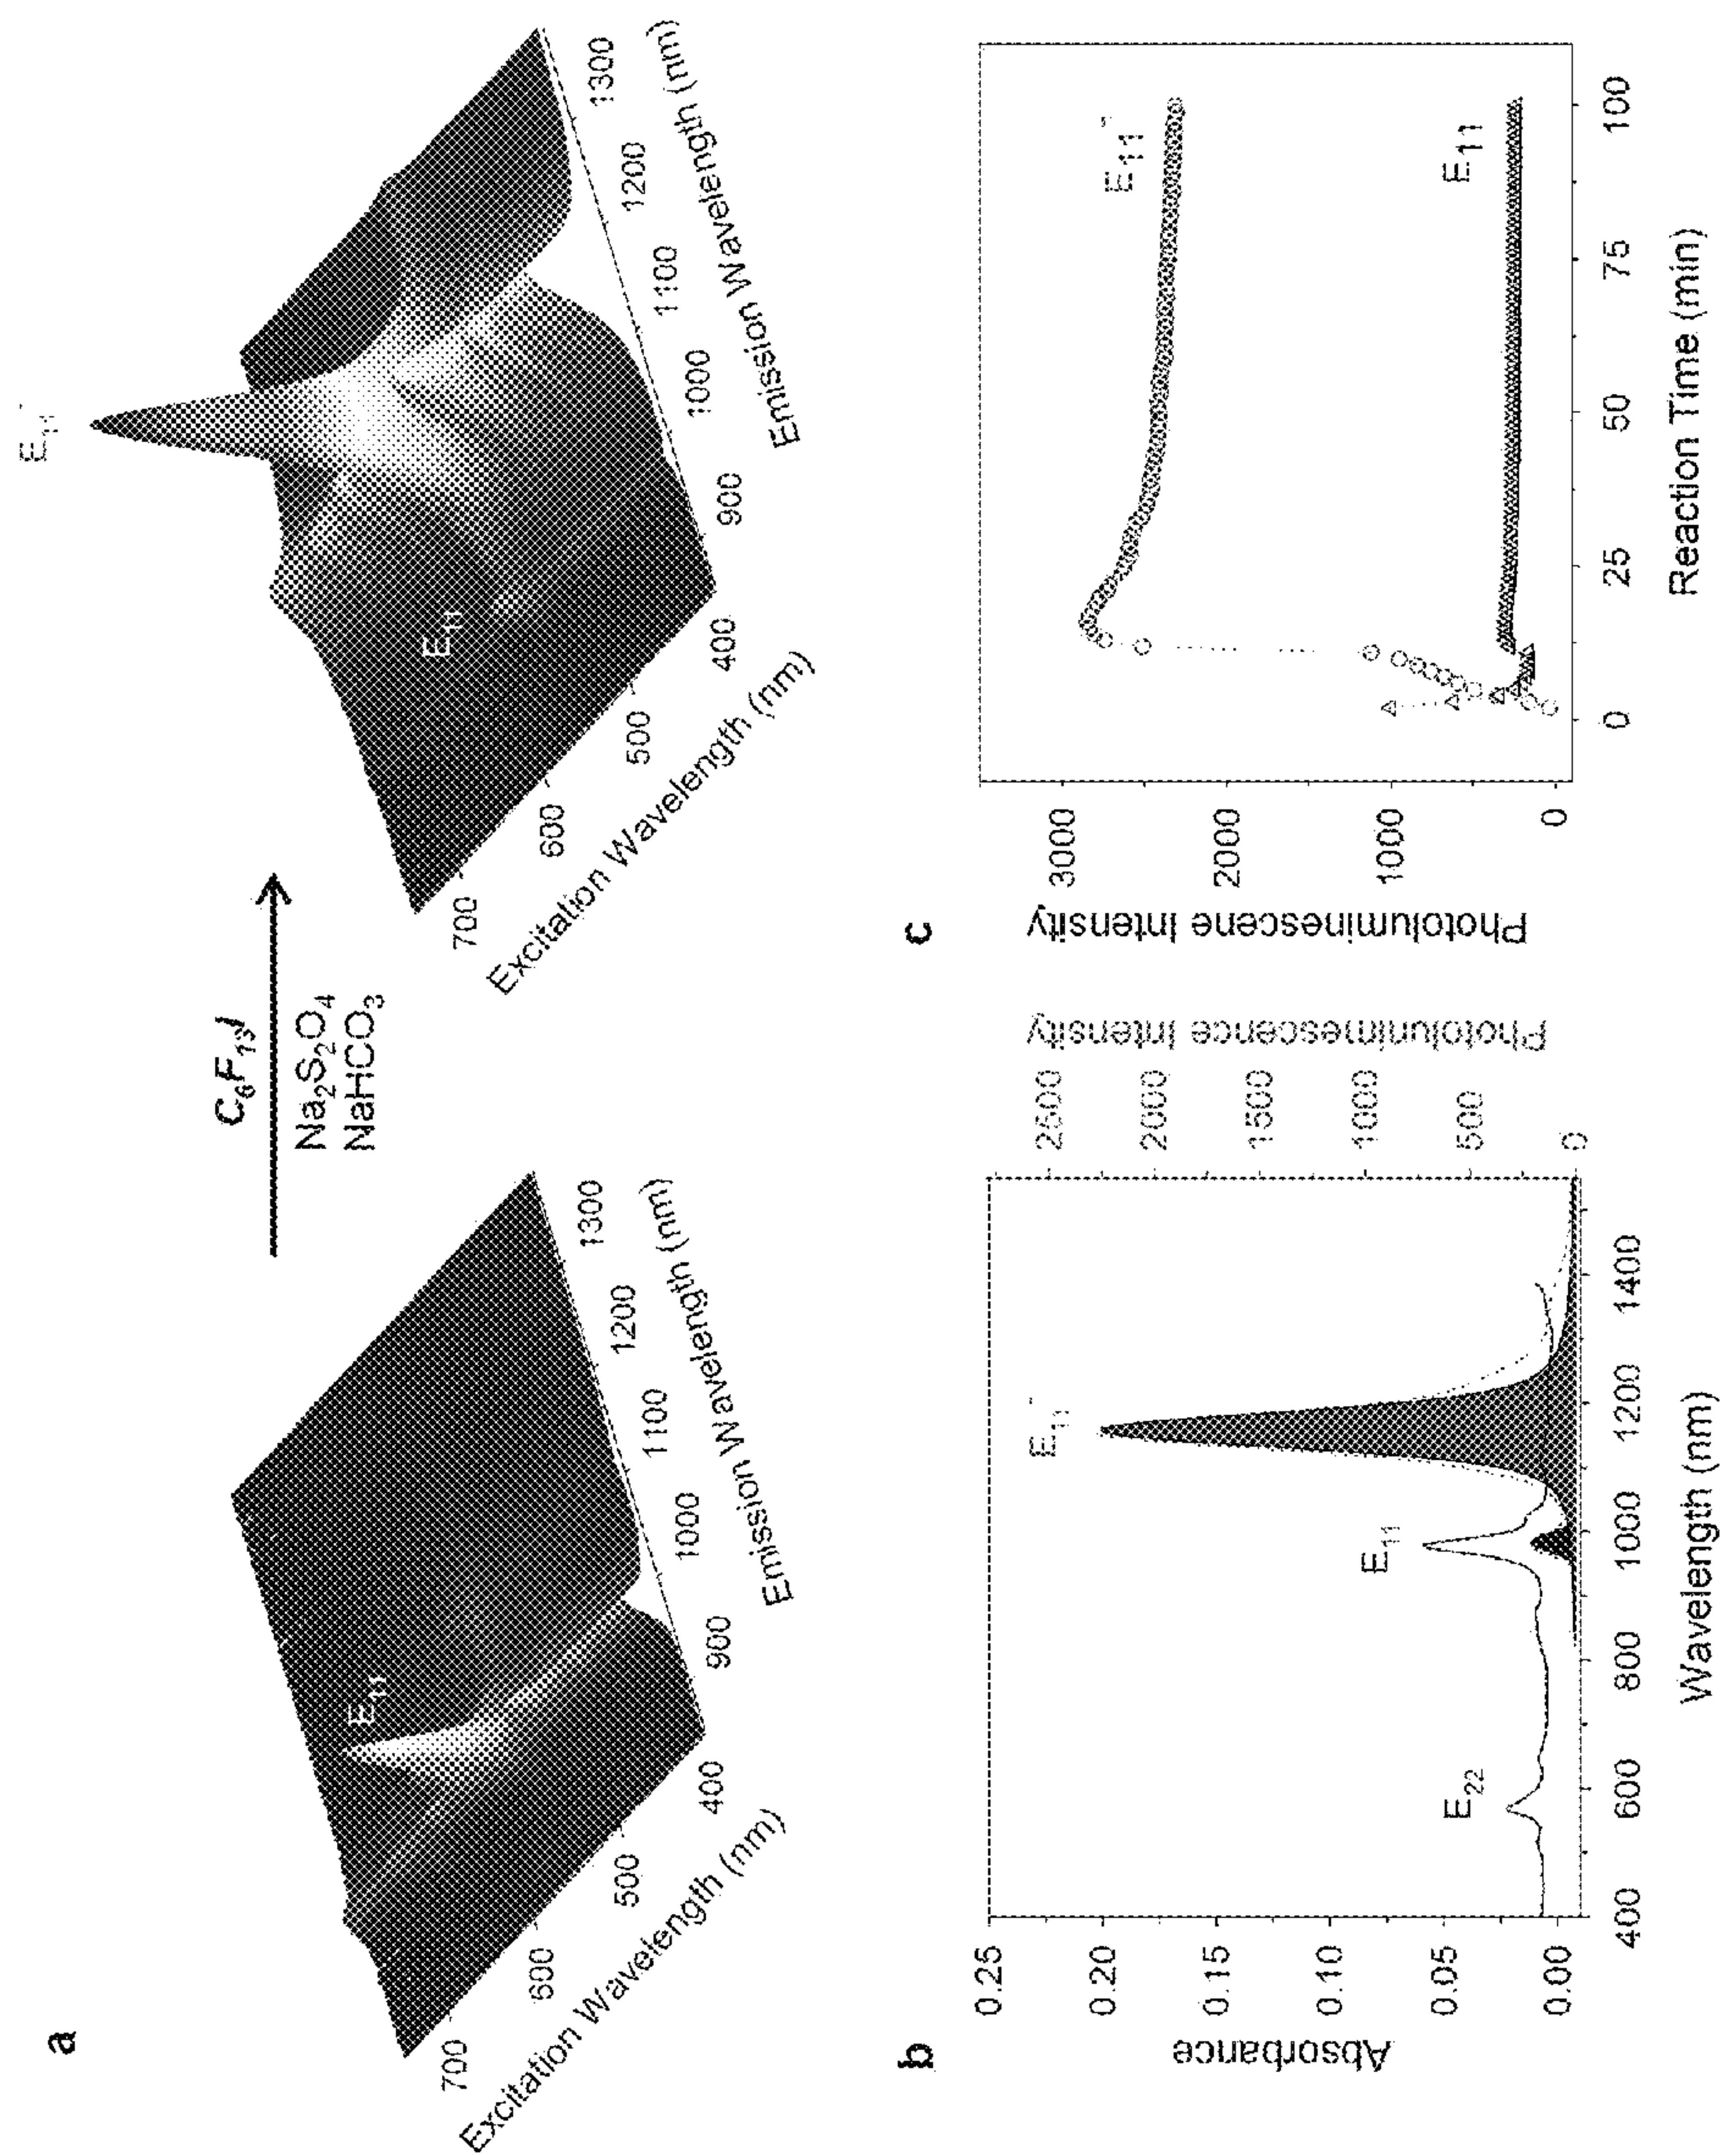 a
E11
700
600
500
400
Excitation Wavelength (nm)
900
1000
1100
1200
1300
Emission Wavelength (nm)
C6F13I
Na2S2O4
NaHCO3
E11-
E11
700
600
500
400
Excitation Wavelength (nm)
900
1000
1100
1200
1300
Emission Wavelength (nm)
b
Absorbance
0.25
0.20
0.15
0.10
0.05
0.00
E22
E11
E11-
400
600
800
1000
1200
1400
Wavelength (nm)
2500
2000
1500
1000
500
0
Photoluminescence Intensity
c
Photoluminescene Intensity
3000
2000
1000
0
E11-
E11
0
25
50
75
100
Reaction Time (min)